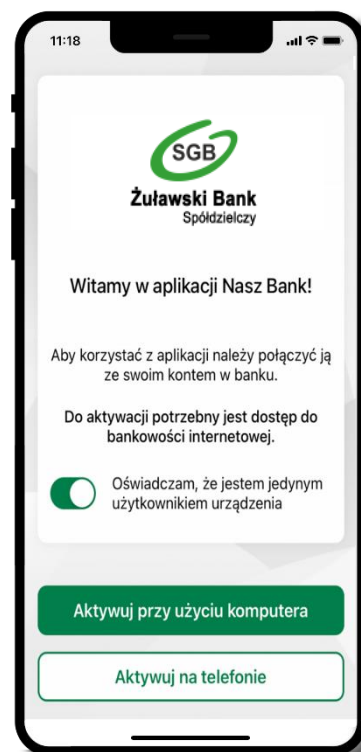 11:18
SGB
Żuławski Bank
Spółdzielczy
Witamy w aplikacji Nasz Bank!
Aby korzystać z aplikacji należy połączyć ją
ze swoim kontem w banku.
Do aktywacji potrzebny jest dostęp do
bankowości internetowej.
Oświadczam, że jestem jedynym
użytkownikiem urządzenia
Aktywuj przy użyciu komputera
Aktywuj na telefonie